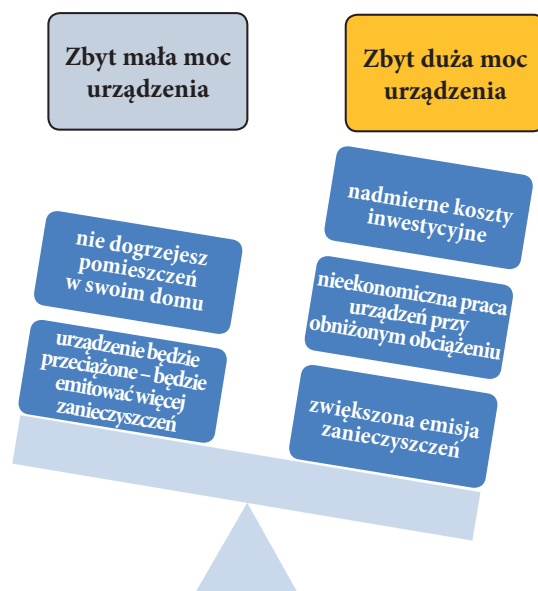 Zbyt mała moc
urządzenia
nie dogrzejesz
pomieszczeń
w swoim domu
urządzenie będzie
przeciążone – będzie
emitować więcej
zanieczyszczeń
Zbyt duża moc
urządzenia
nadmierne koszty
inwestycyjne
nieekonomiczna praca
urządzeń przy
obniżonym obciążeniu
zwiększona emisja
zanieczyszczeń